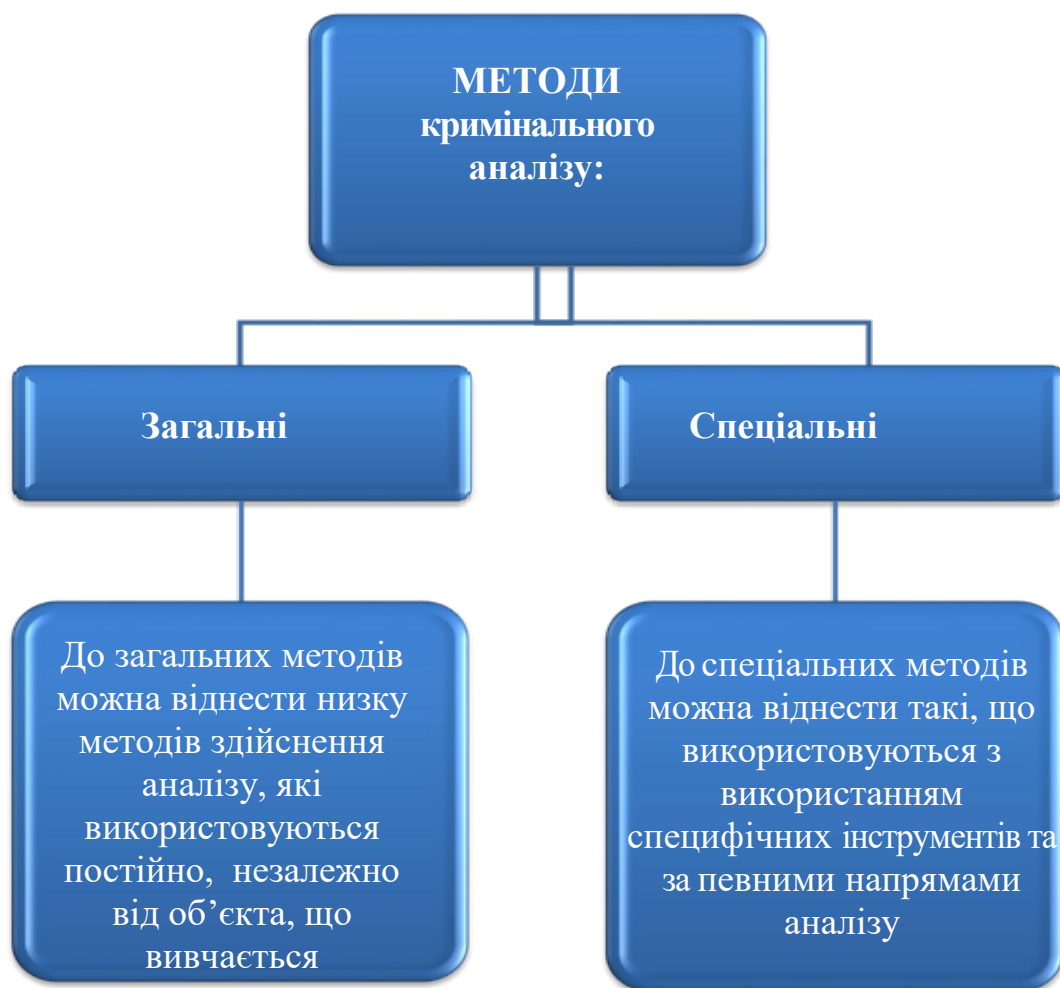 МЕТОДИ
кримінального
аналізу:
Загальні
Спеціальні
До загальних методів
можна віднести низку
методів здійснення
аналізу, які
використовуються
постійно, незалежно
від об’єкта, що
вивчається
До спеціальних методів
можна віднести такі, що
використовуються з
використанням
специфічних інструментів та
за певними напрямами
аналізу